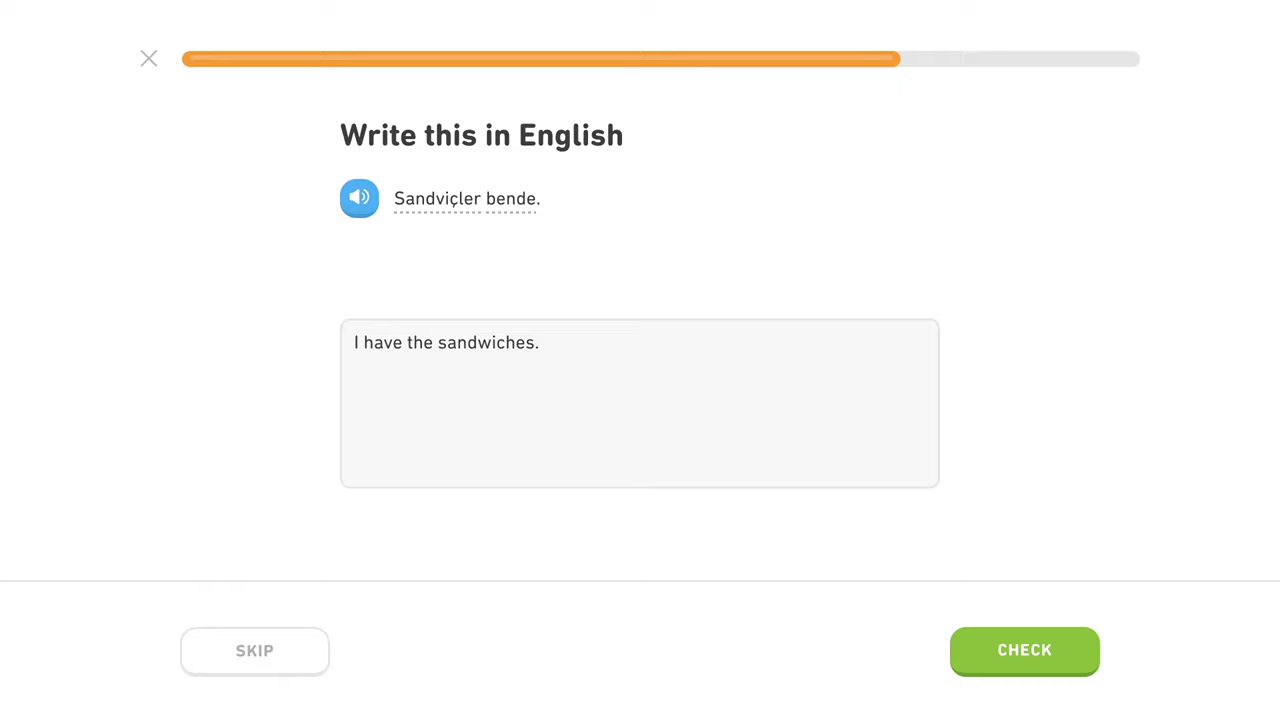 Write this in English
Sandviçler bende.
I have the sandwiches.
SKIP
CHECK